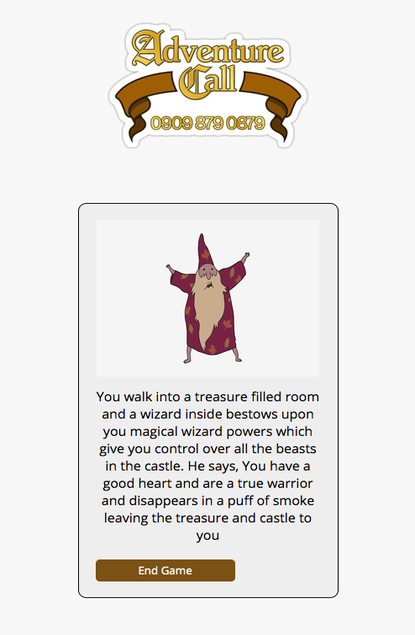 Adventure
Call
0909 879 0879
You walk into a treasure filled room
and a wizard inside bestows upon
you magical wizard powers which
give you control over all the beasts
in the castle. He says, You have a
good heart and are a true warrior
and disappears in a puff of smoke
leaving the treasure and castle to
you
End Game